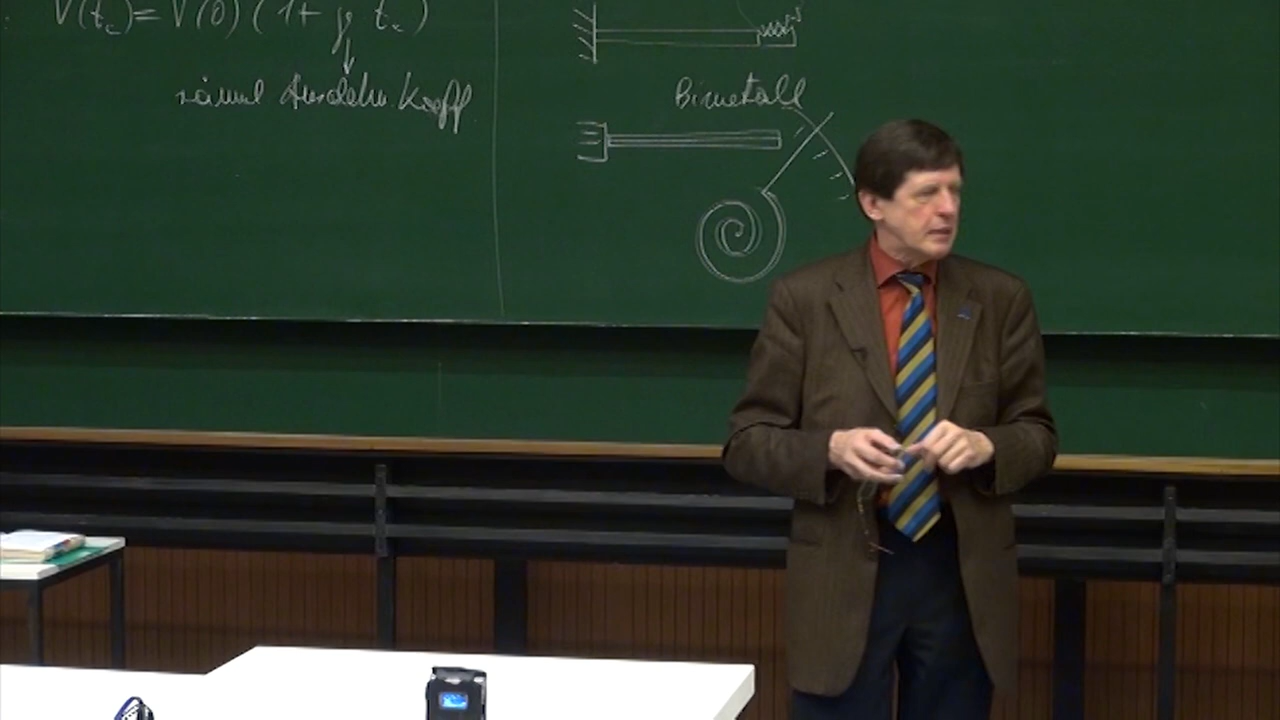 V(t_c) = V(0) (1 + γ t_c)
räuml Ausdehn. Koeff
Bimetall